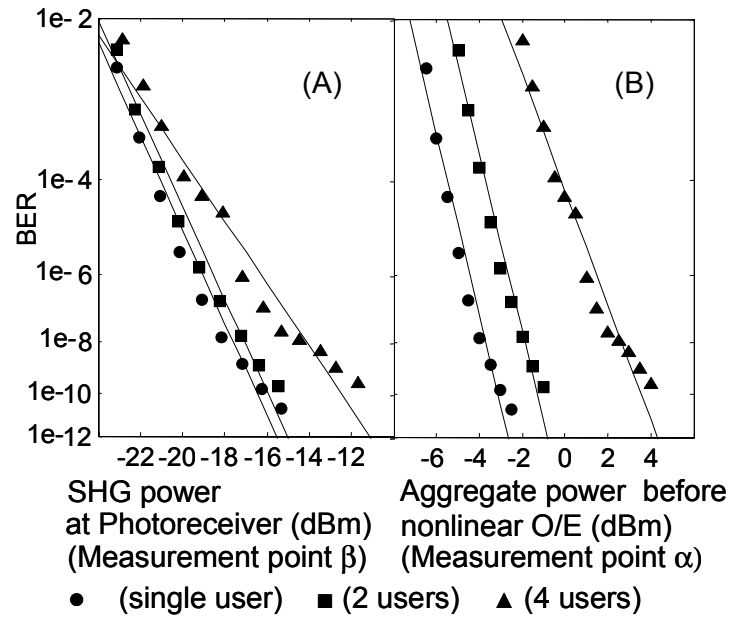 1e-2
(A)
(B)
BER
1e-4
1e-6
1e-8
1e-10
1e-12
-22 -20 -18 -16 -14 -12
-6 -4 -2 0 2 4
SHG power
at Photoreceiver (dBm)
(Measurement point β)
Aggregate power before
nonlinear O/E (dBm)
(Measurement point α)
● (single user) ■ (2 users) ▲ (4 users)